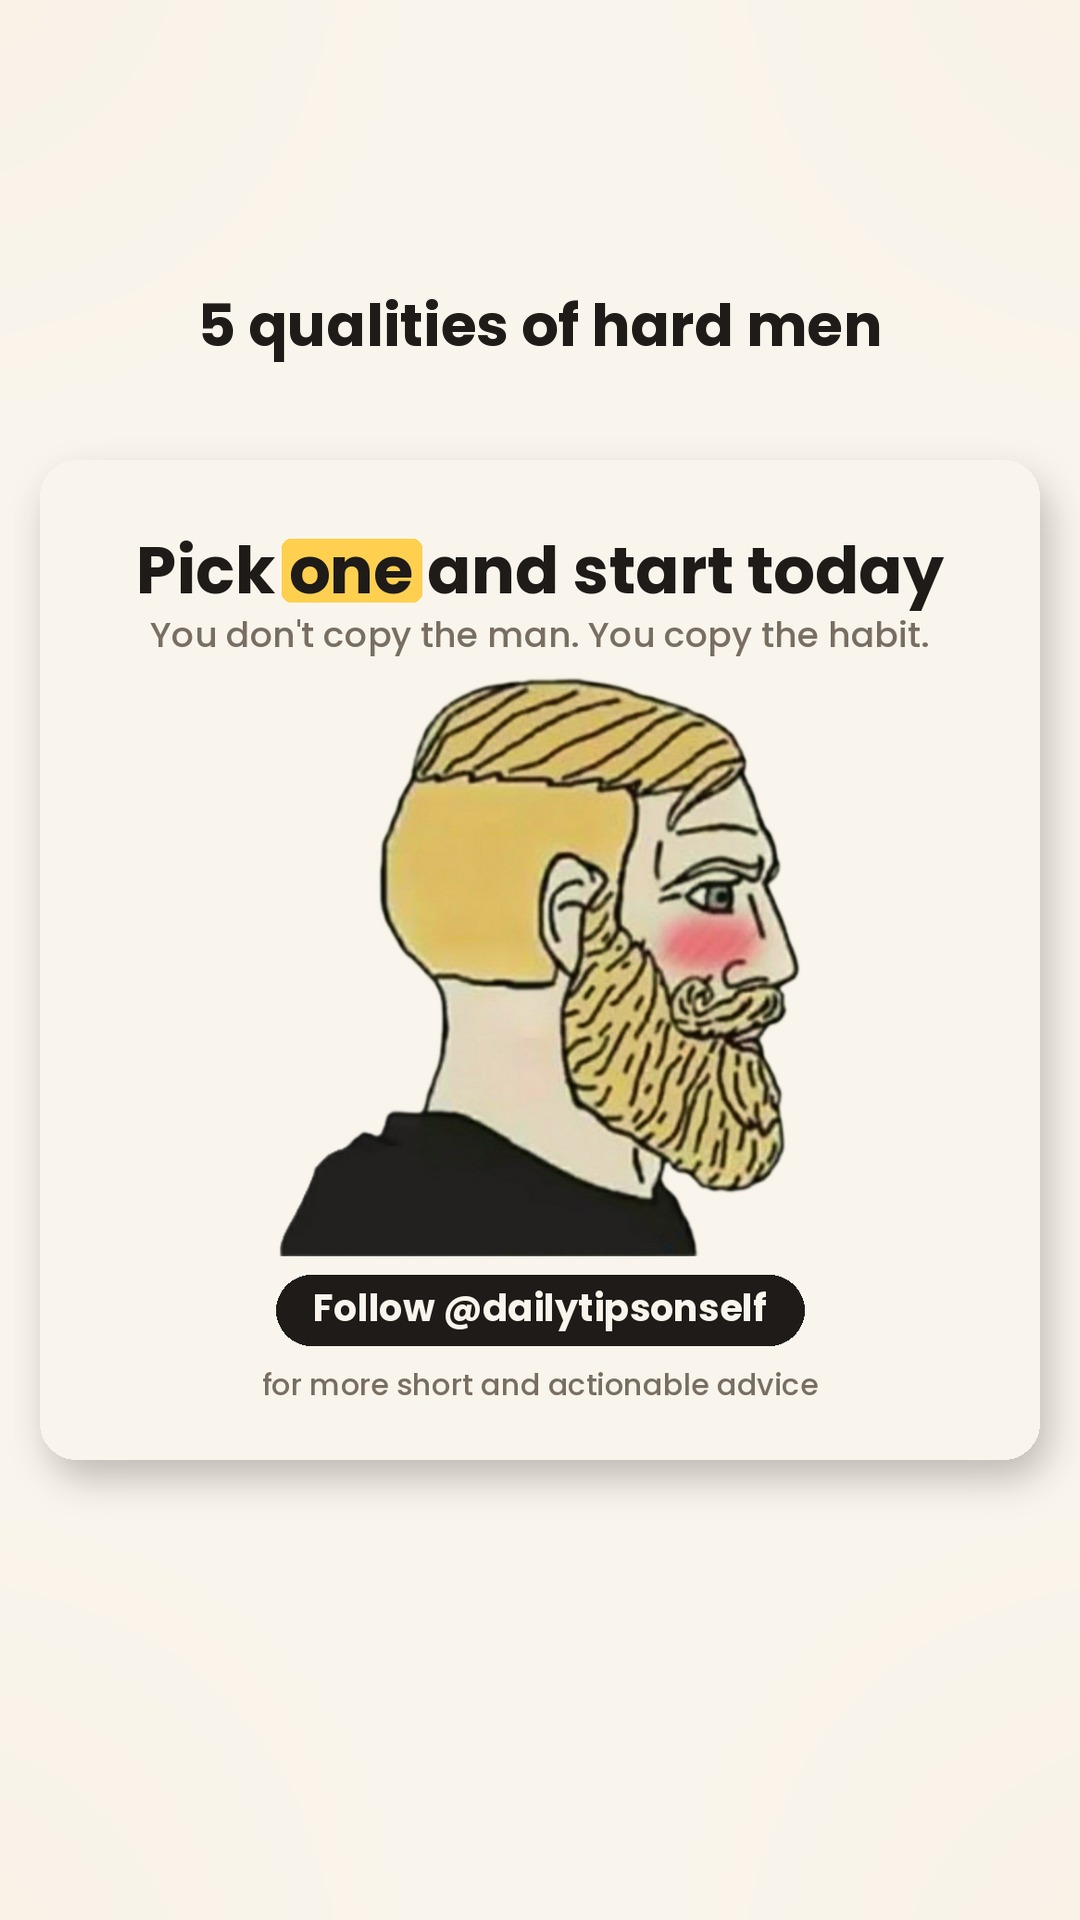 5 qualities of hard men
Pick one and start today
You don't copy the man. You copy the habit.
Follow @dailytipsonself
for more short and actionable advice